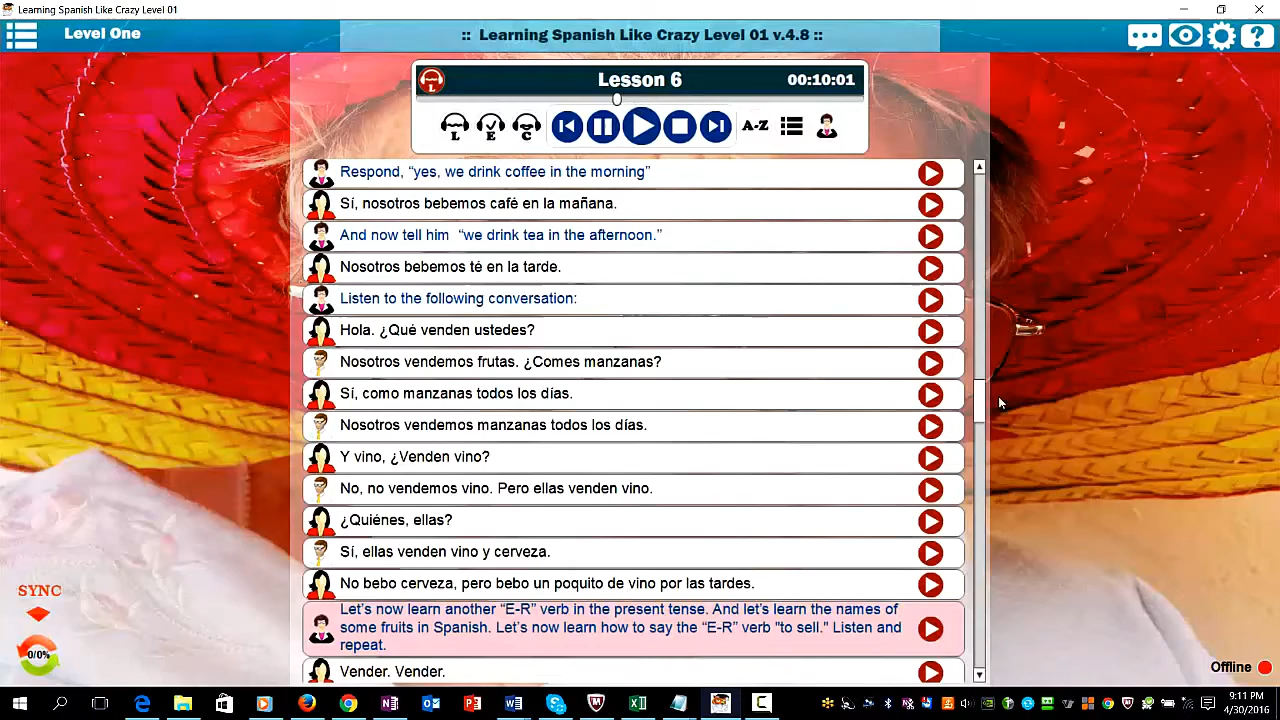 Learning Spanish Like Crazy Level 01
Level One
:: Learning Spanish Like Crazy Level 01 v.4.8 ::
L
Lesson 6
00:10:01
L
E
C
A-Z
Respond, “yes, we drink coffee in the morning”
Sí, nosotros bebemos café en la mañana.
And now tell him “we drink tea in the afternoon.”
Nosotros bebemos té en la tarde.
Listen to the following conversation:
Hola. ¿Qué venden ustedes?
Nosotros vendemos frutas. ¿Comes manzanas?
Sí, como manzanas todos los días.
Nosotros vendemos manzanas todos los días.
Y vino, ¿Venden vino?
No, no vendemos vino. Pero ellas venden vino.
¿Quiénes, ellas?
Sí, ellas venden vino y cerveza.
No bebo cerveza, pero bebo un poquito de vino por las tardes.
Let's now learn another “E-R” verb in the present tense. And let's learn the names of
some fruits in Spanish. Let's now learn how to say the “E-R” verb "to sell." Listen and
repeat.
Vender. Vender.
SYNC
0/0%
Offline
9:11 PM
4/30/2016